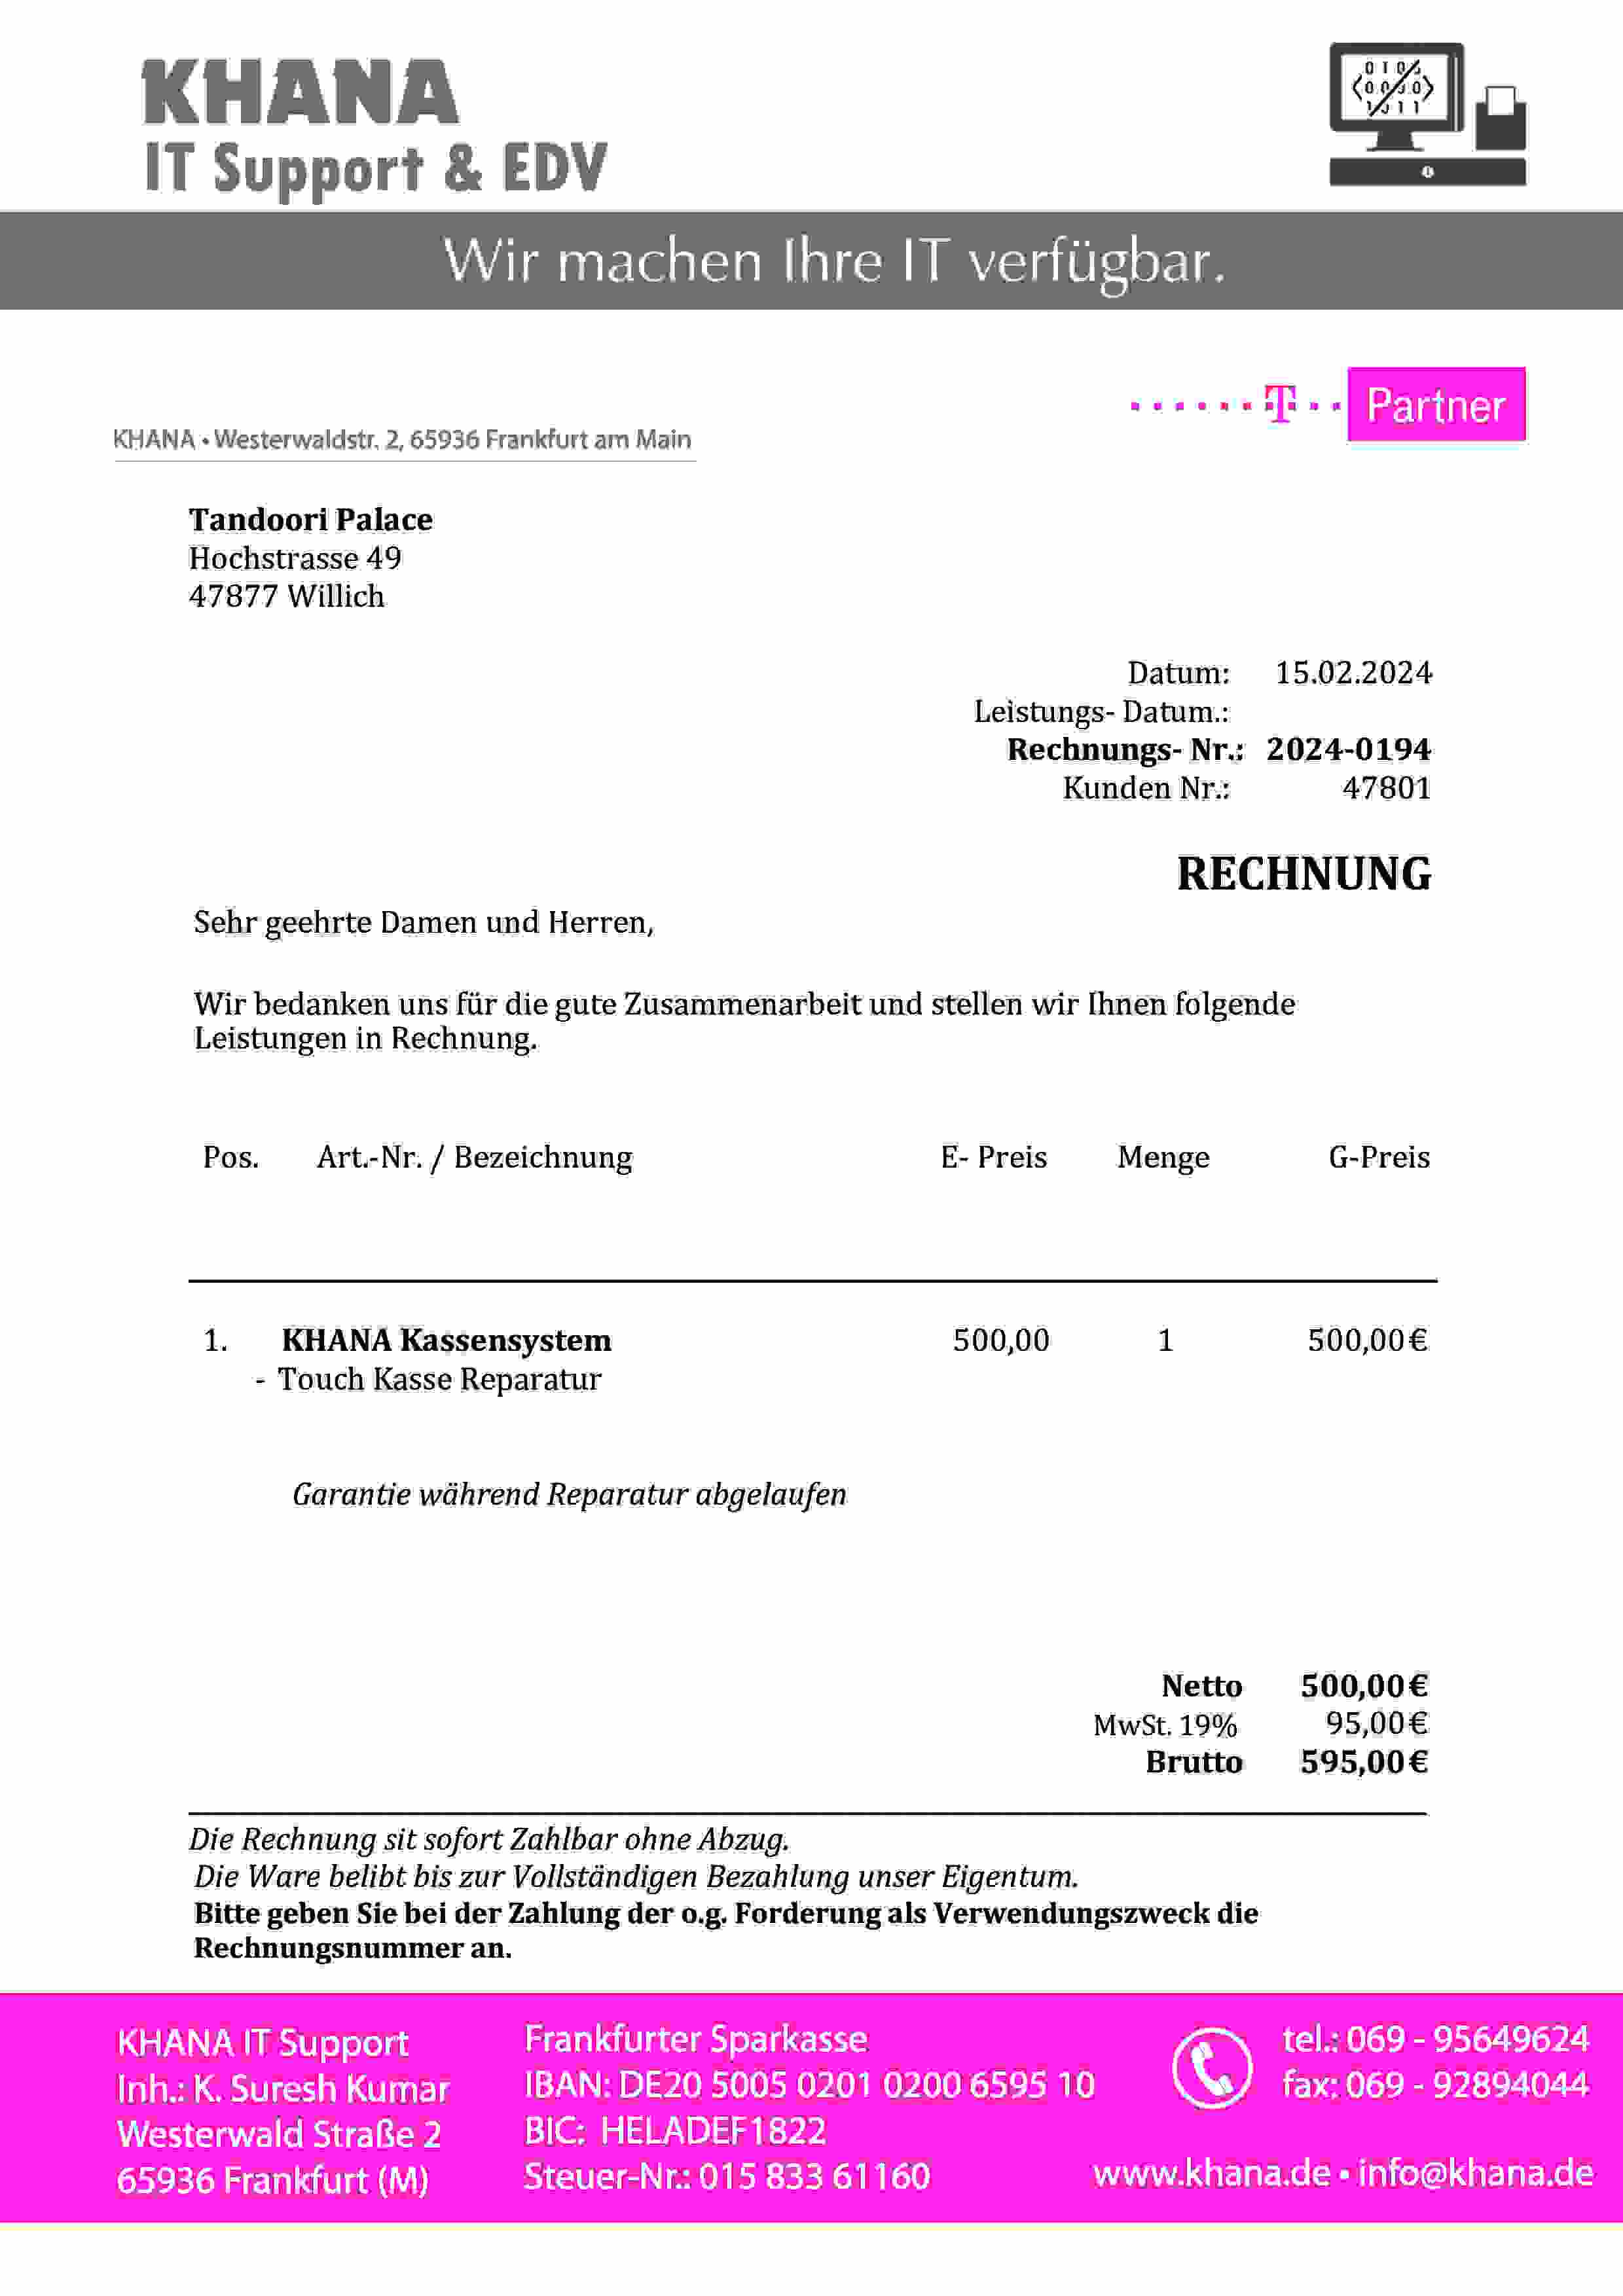 KHANA
IT Support & EDV
Wir machen Ihre IT verfügbar.
T Partner
KHANA • Westerwaldstr. 2, 65936 Frankfurt am Main
Tandoori Palace
Hochstrasse 49
47877 Willich
Datum: 15.02.2024
Leistungs- Datum.:
Rechnungs- Nr.: 2024-0194
Kunden Nr.: 47801
RECHNUNG
Sehr geehrte Damen und Herren,
Wir bedanken uns für die gute Zusammenarbeit und stellen wir Ihnen folgende
Leistungen in Rechnung.
Pos. Art.-Nr. / Bezeichnung E- Preis Menge G-Preis
1. KHANA Kassensystem 500,00 1 500,00€
- Touch Kasse Reparatur
Garantie während Reparatur abgelaufen
Netto 500,00€
MwSt. 19% 95,00€
Brutto 595,00€
Die Rechnung sit sofort Zahlbar ohne Abzug.
Die Ware belibt bis zur Vollständigen Bezahlung unser Eigentum.
Bitte geben Sie bei der Zahlung der o.g. Forderung als Verwendungszweck die
Rechnungsnummer an.
KHANA IT Support
Inh.: K. Suresh Kumar
Westerwald Straße 2
65936 Frankfurt (M)
Frankfurter Sparkasse
IBAN: DE20 5005 0201 0200 6595 10
BIC: HELADEF1822
Steuer-Nr.: 015 833 61160
tel.: 069 - 95649624
fax: 069 - 92894044
www.khana.de • info@khana.de